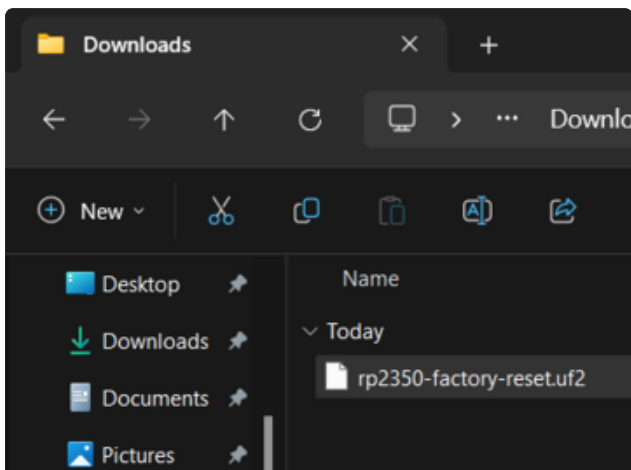 Downloads
Downlo
New
Desktop
Name
Downloads
Today
Documents
rp2350-factory-reset.uf2
Pictures